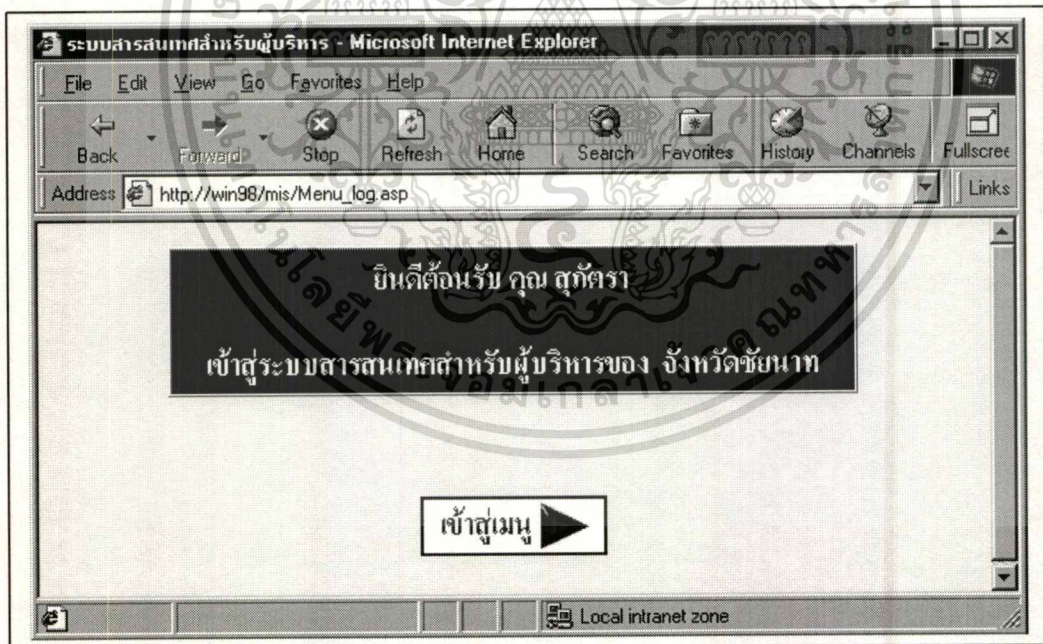 ระบบสารสนเทศสำหรับผู้บริหาร - Microsoft Internet Explorer
File Edit View Go Favorites Help
Back Forward Stop Refresh Home Search Favorites History Channels Fullscree
Address http://win98/mis/Menu_log.asp Links
ยินดีต้อนรับ คุณ สุภัตรา
เข้าสู่ระบบสารสนเทศสำหรับผู้บริหารของ จังหวัดชัยนาท
เข้าสู่เมนู
Local intranet zone